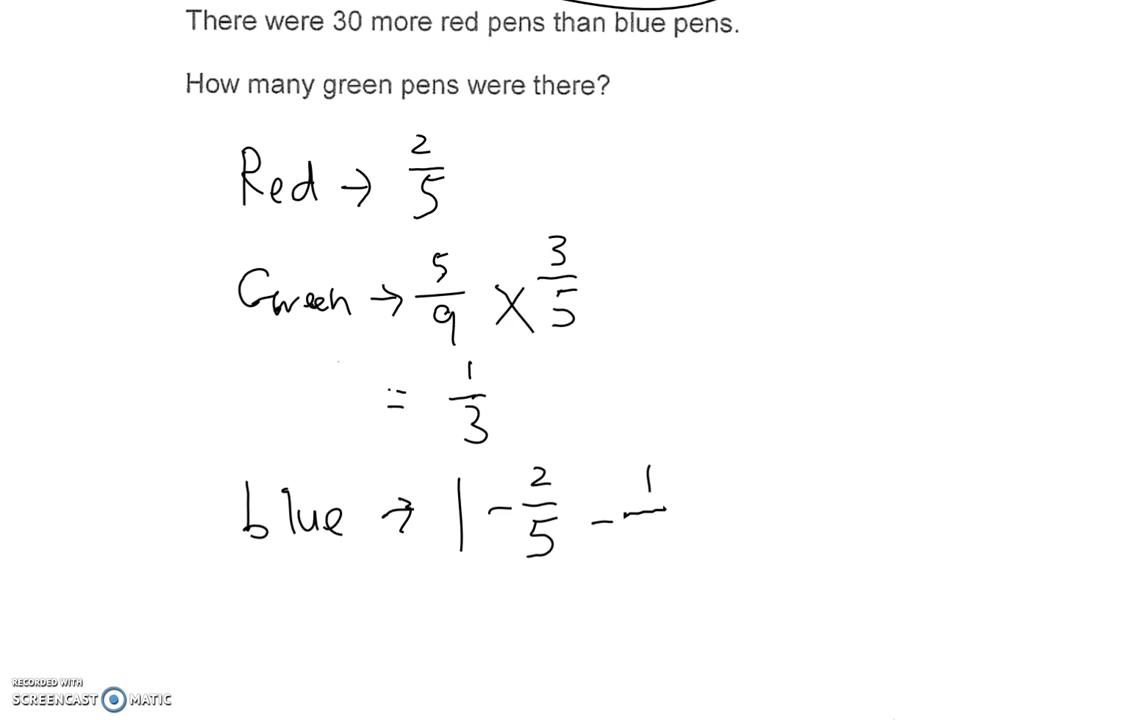 There were 30 more red pens than blue pens.
How many green pens were there?
Red → 2/5
Green → 5/9 × 3/5
= 1/3
blue → 1 - 2/5 - 1/
RECORDED WITH
SCREENCAST MATIC